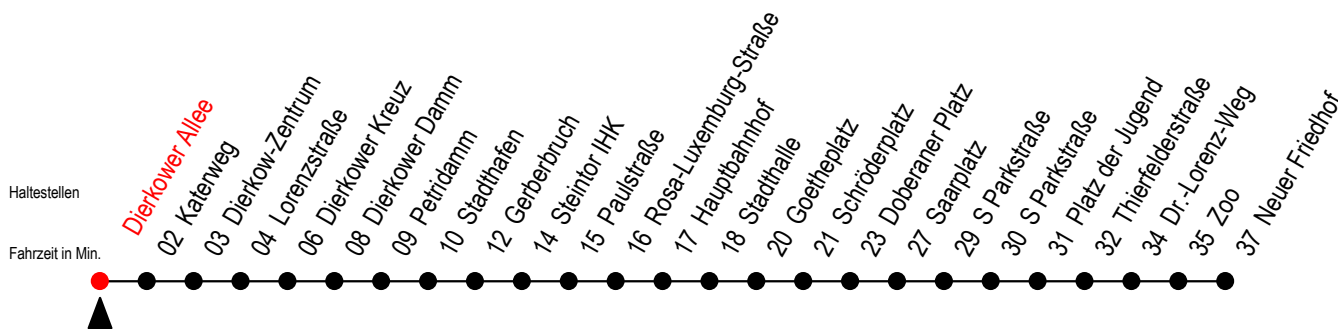 Haltestellen
Fahrzeit in Min.
Dierkower Allee
02 Katerweg
03 Dierkow-Zentrum
04 Lorenzstraße
06 Dierkower Kreuz
08 Dierkower Damm
09 Petridamm
10 Stadthafen
12 Gerberbruch
14 Steintor IHK
15 Paulstraße
16 Rosa-Luxemburg-Straße
17 Hauptbahnhof
18 Stadthalle
20 Goetheplatz
21 Schröderplatz
23 Doberaner Platz
27 Saarplatz
29 S Parkstraße
30 S Parkstraße
31 Platz der Jugend
32 Thierfelderstraße
34 Dr.-Lorenz-Weg
35 Zoo
37 Neuer Friedhof